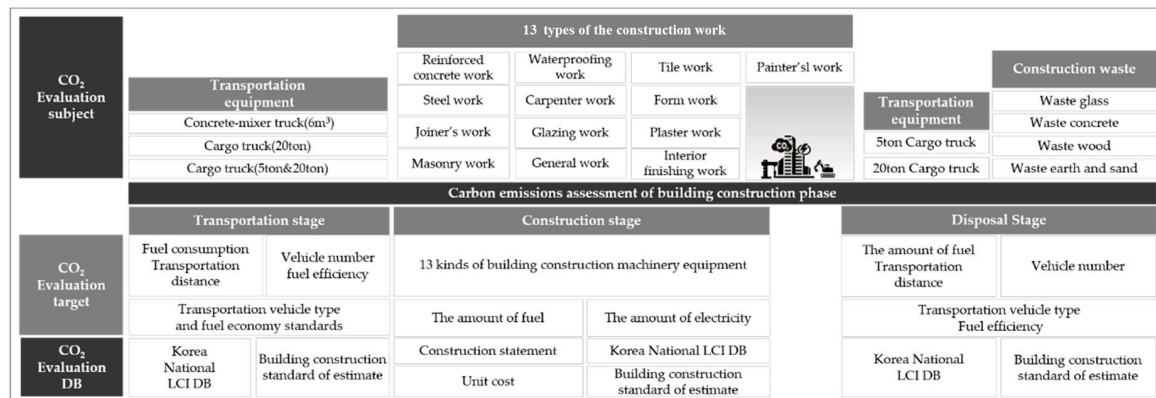 CO2
Evaluation
subject
Transportation
equipment
Concrete-mixer truck(6m³)
Cargo truck(20ton)
Cargo truck(5ton&20ton)
13 types of the construction work
Reinforced
concrete work
Waterproofing
work
Tile work
Painter'sl work
Steel work
Carpenter work
Form work
Joiner's work
Glazing work
Plaster work
Masonry work
General work
Interior
finishing work
CO2
Transportation
equipment
5ton Cargo truck
20ton Cargo truck
Construction waste
Waste glass
Waste concrete
Waste wood
Waste earth and sand
Carbon emissions assessment of building construction phase
Transportation stage
Construction stage
Disposal Stage
CO2
Evaluation
target
Fuel consumption
Transportation
distance
Vehicle number
fuel efficiency
13 kinds of building construction machinery equipment
The amount of fuel
Transportation
distance
Vehicle number
Transportation vehicle type
and fuel economy standards
The amount of fuel
The amount of electricity
Transportation vehicle type
Fuel efficiency
CO2
Evaluation
DB
Korea
National
LCI DB
Building construction
standard of estimate
Construction statement
Korea National LCI DB
Unit cost
Building construction
standard of estimate
Korea National
LCI DB
Building construction
standard of estimate